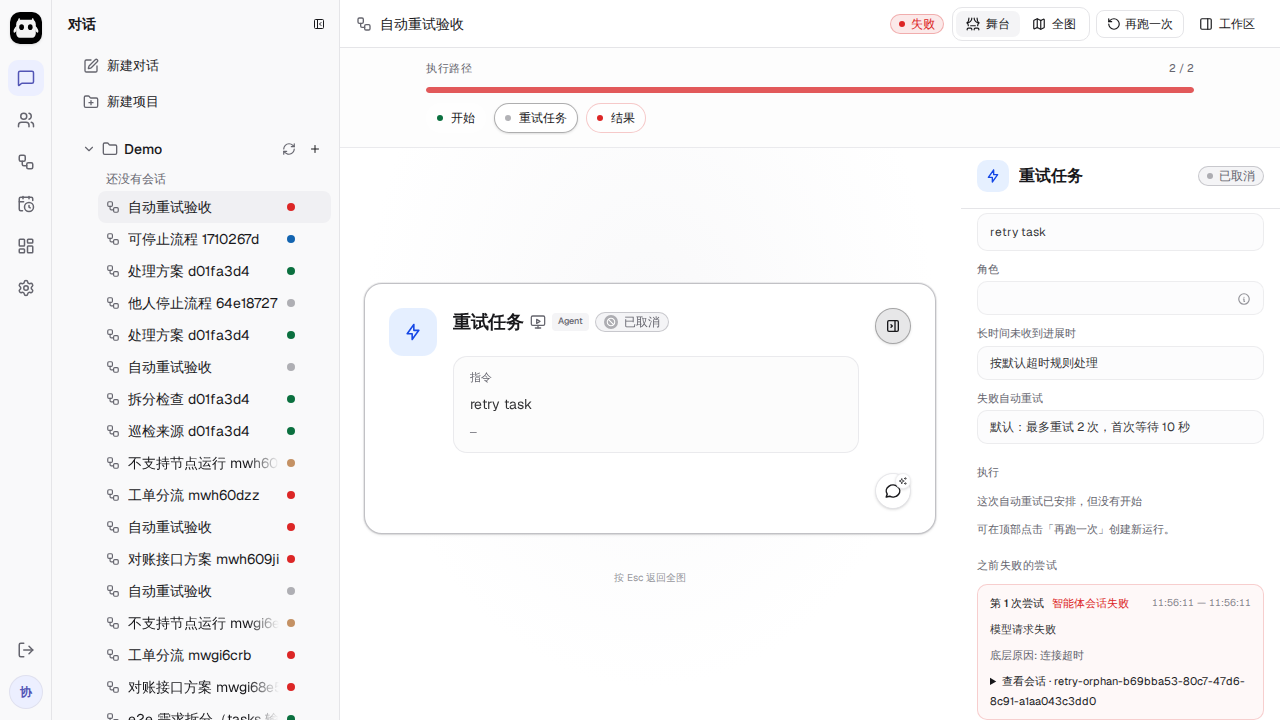 对话
新建对话
新建项目
Demo
还没有会话
自动重试验收
可停止流程 1710267d
处理方案 d01fa3d4
他人停止流程 64e18727
处理方案 d01fa3d4
自动重试验收
拆分检查 d01fa3d4
巡检来源 d01fa3d4
不支持节点运行 mwh60
工单分流 mwh60dzz
自动重试验收
对账接口方案 mwh609ji
自动重试验收
不支持节点运行 mwgi6e
工单分流 mwgi6crb
对账接口方案 mwgi68e
协
自动重试验收
失败
舞台
全图
再跑一次
工作区
执行路径
2 / 2
开始
重试任务
结果
重试任务
Agent
已取消
指令
retry task
–
按 Esc 返回全图
重试任务
已取消
retry task
角色
长时间未收到进展时
按默认超时规则处理
失败自动重试
默认：最多重试 2 次，首次等待 10 秒
执行
这次自动重试已安排，但没有开始
可在顶部点击「再跑一次」创建新运行。
之前失败的尝试
第 1 次尝试 智能体会话失败 11:56:11 — 11:56:11
模型请求失败
底层原因: 连接超时
查看会话 · retry-orphan-b69bba53-80c7-47d6-
8c91-a1aa043c3dd0